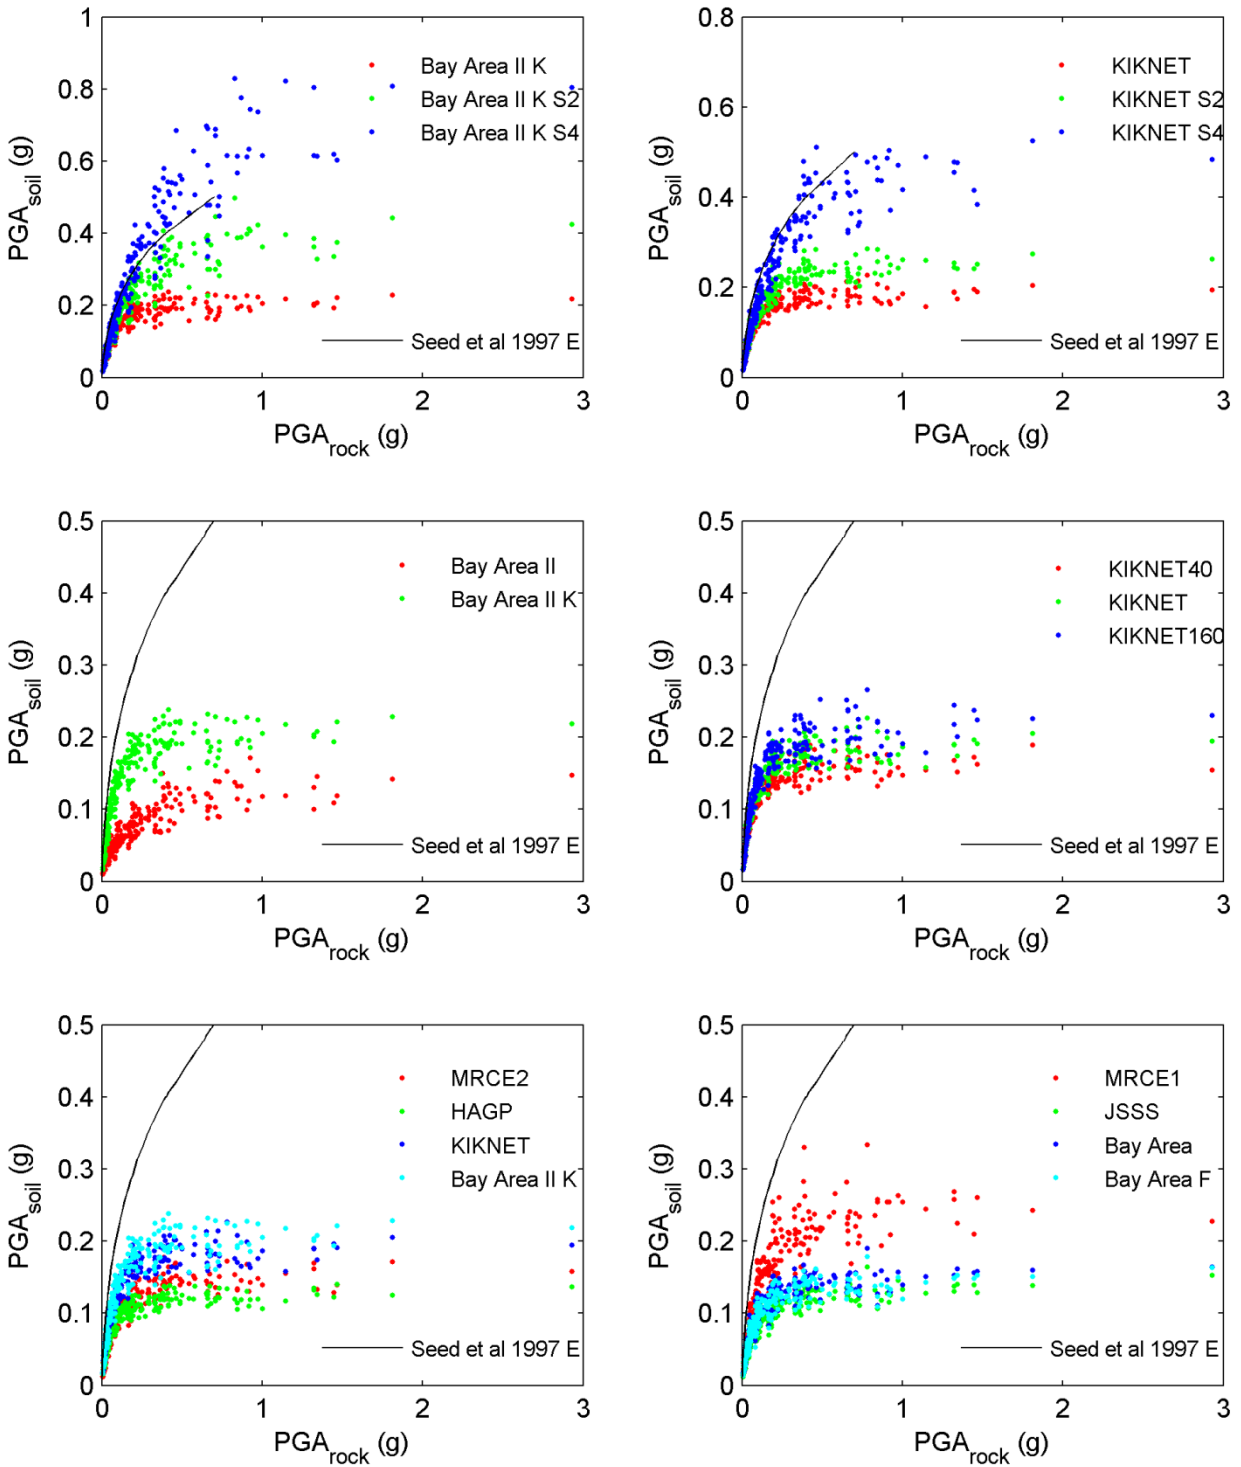 1
0.8
0.6
0.4
0.2
0
0 1 2 3
PGAsoil (g)
PGArock (g)
Bay Area II K
Bay Area II K S2
Bay Area II K S4
Seed et al 1997 E
0.8
0.6
0.4
0.2
0
0 1 2 3
PGAsoil (g)
PGArock (g)
KIKNET
KIKNET S2
KIKNET S4
Seed et al 1997 E
0.5
0.4
0.3
0.2
0.1
0
0 1 2 3
PGAsoil (g)
PGArock (g)
Bay Area II
Bay Area II K
Seed et al 1997 E
0.5
0.4
0.3
0.2
0.1
0
0 1 2 3
PGAsoil (g)
PGArock (g)
KIKNET40
KIKNET
KIKNET160
Seed et al 1997 E
0.5
0.4
0.3
0.2
0.1
0
0 1 2 3
PGAsoil (g)
PGArock (g)
MRCE2
HAGP
KIKNET
Bay Area II K
Seed et al 1997 E
0.5
0.4
0.3
0.2
0.1
0
0 1 2 3
PGAsoil (g)
PGArock (g)
MRCE1
JSSS
Bay Area
Bay Area F
Seed et al 1997 E